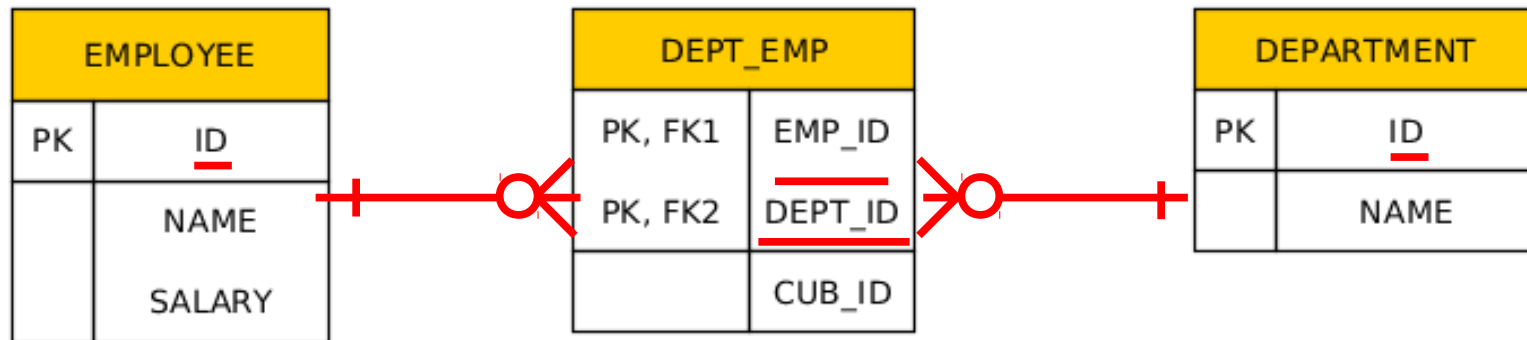 EMPLOYEE
PK ID
NAME
SALARY
DEPT_EMP
PK, FK1 EMP_ID
PK, FK2 DEPT_ID
CUB_ID
DEPARTMENT
PK ID
NAME